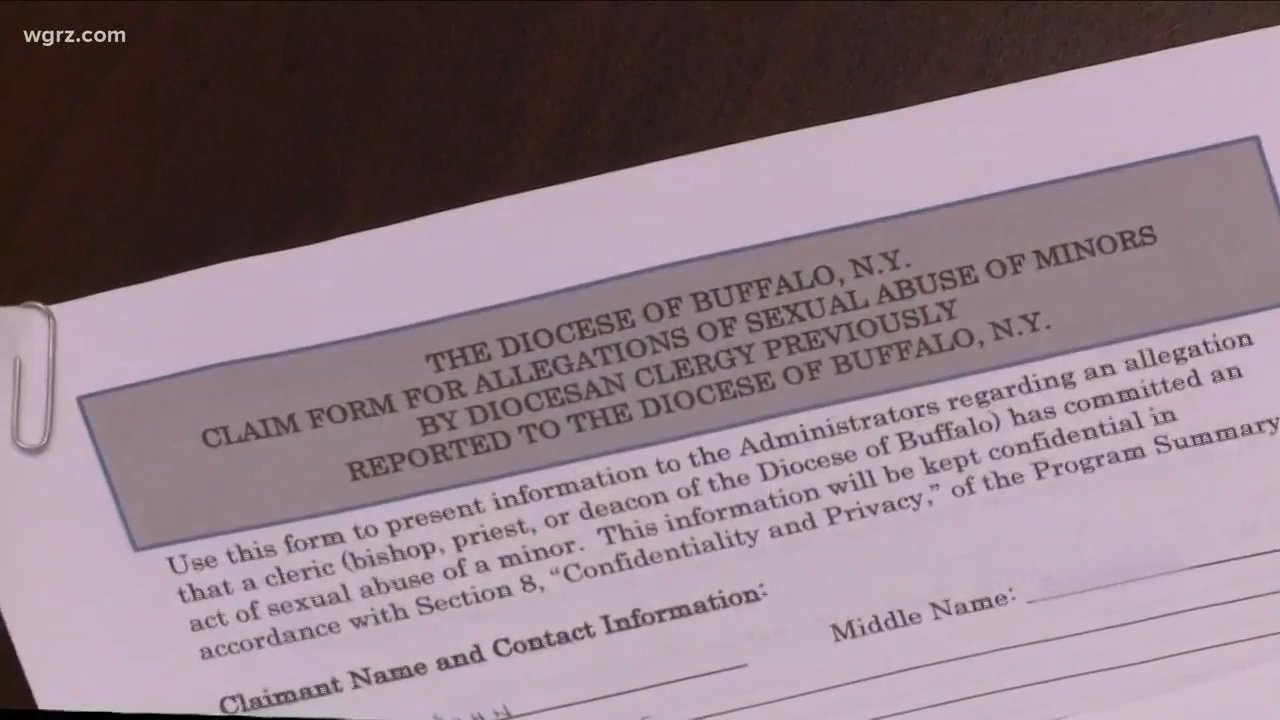 wgrz.com
THE DIOCESE OF BUFFALO, N.Y.
CLAIM FORM FOR ALLEGATIONS OF SEXUAL ABUSE OF MINORS
BY DIOCESAN CLERGY PREVIOUSLY
REPORTED TO THE DIOCESE OF BUFFALO, N.Y.
Use this form to present information to the Administrators regarding an allegation
that a cleric (bishop, priest, or deacon of the Diocese of Buffalo) has committed an
act of sexual abuse of a minor. This information will be kept confidential in
accordance with Section 8, “Confidentiality and Privacy,” of the Program Summary
Claimant Name and Contact Information:
Middle Name: